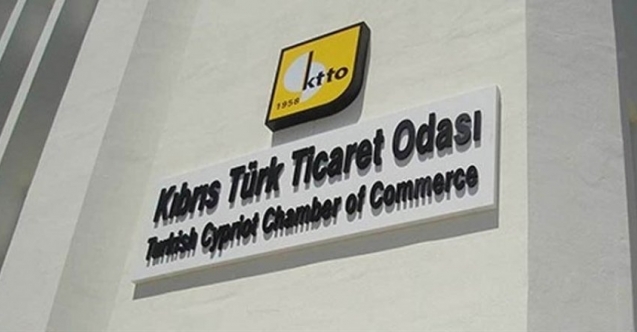 ktto
1958
Kıbrıs Türk Ticaret Odası
Turkish Cypriot Chamber of Commerce